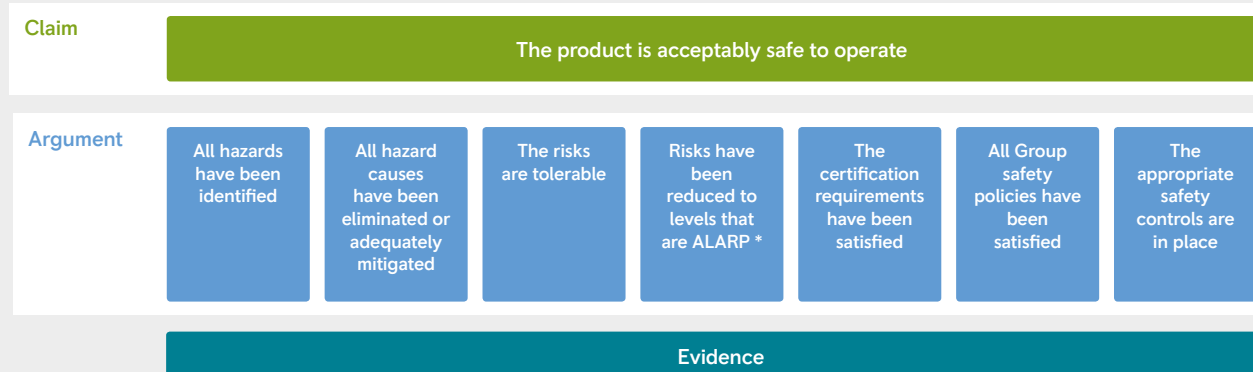 Claim
The product is acceptably safe to operate
Argument
All hazards
have been
identified
All hazard
causes
have been
eliminated or
adequately
mitigated
The risks
are tolerable
Risks have
been
reduced to
levels that
are ALARP *
The
certification
requirements
have been
satisfied
All Group
safety
policies have
been
satisfied
The
appropriate
safety
controls are
in place
Evidence